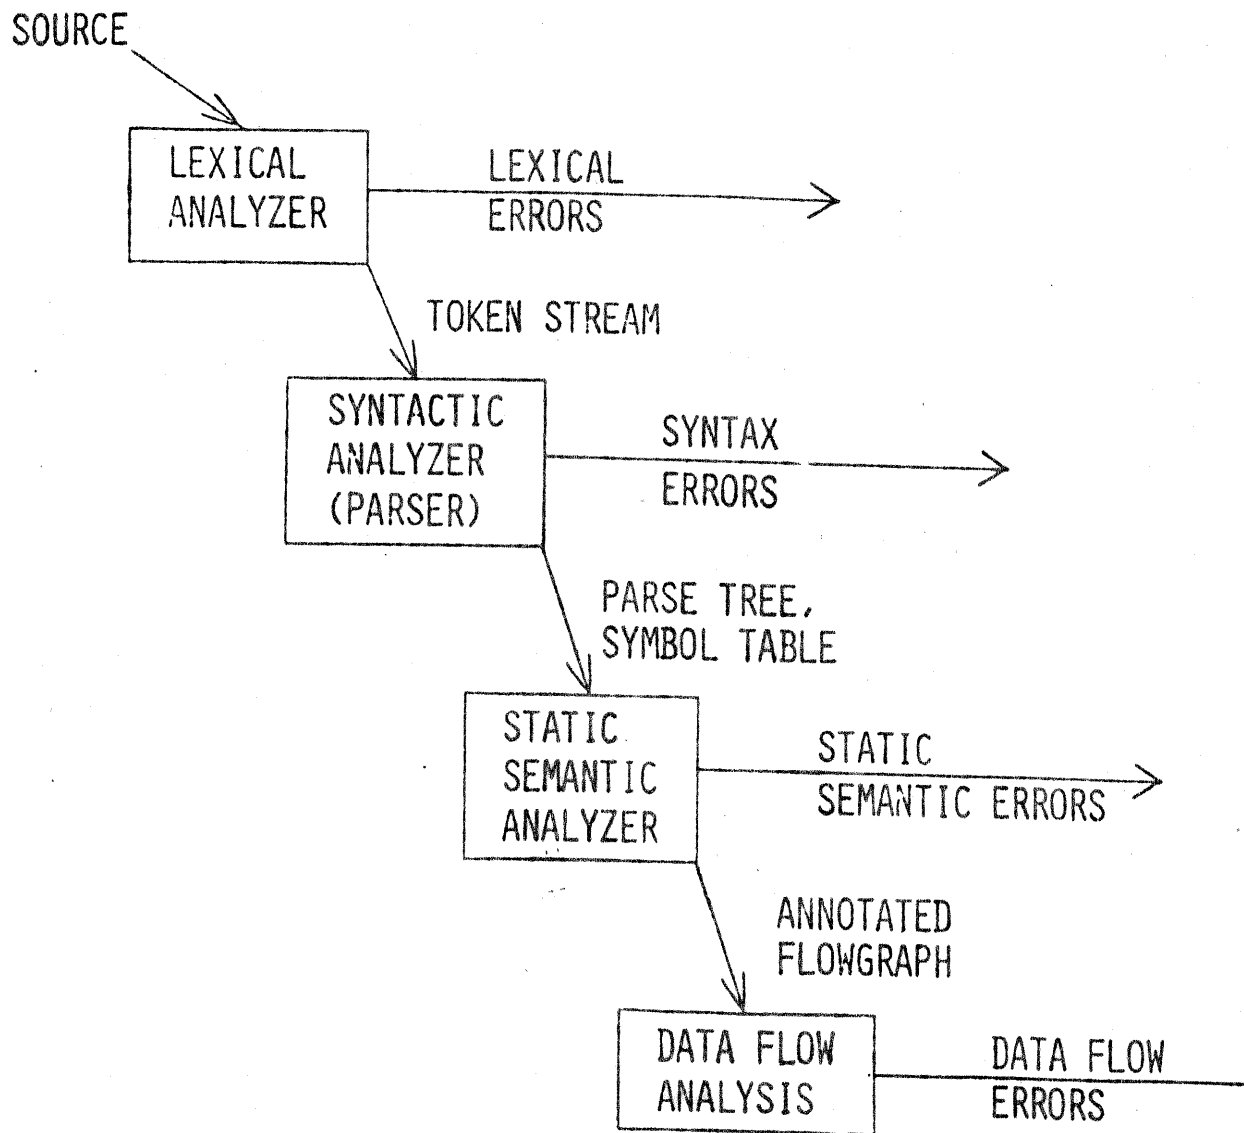 SOURCE
LEXICAL
ANALYZER
LEXICAL
ERRORS
TOKEN STREAM
SYNTACTIC
ANALYZER
(PARSER)
SYNTAX
ERRORS
PARSE TREE,
SYMBOL TABLE
STATIC
SEMANTIC
ANALYZER
STATIC
SEMANTIC ERRORS
ANNOTATED
FLOWGRAPH
DATA FLOW
ANALYSIS
DATA FLOW
ERRORS